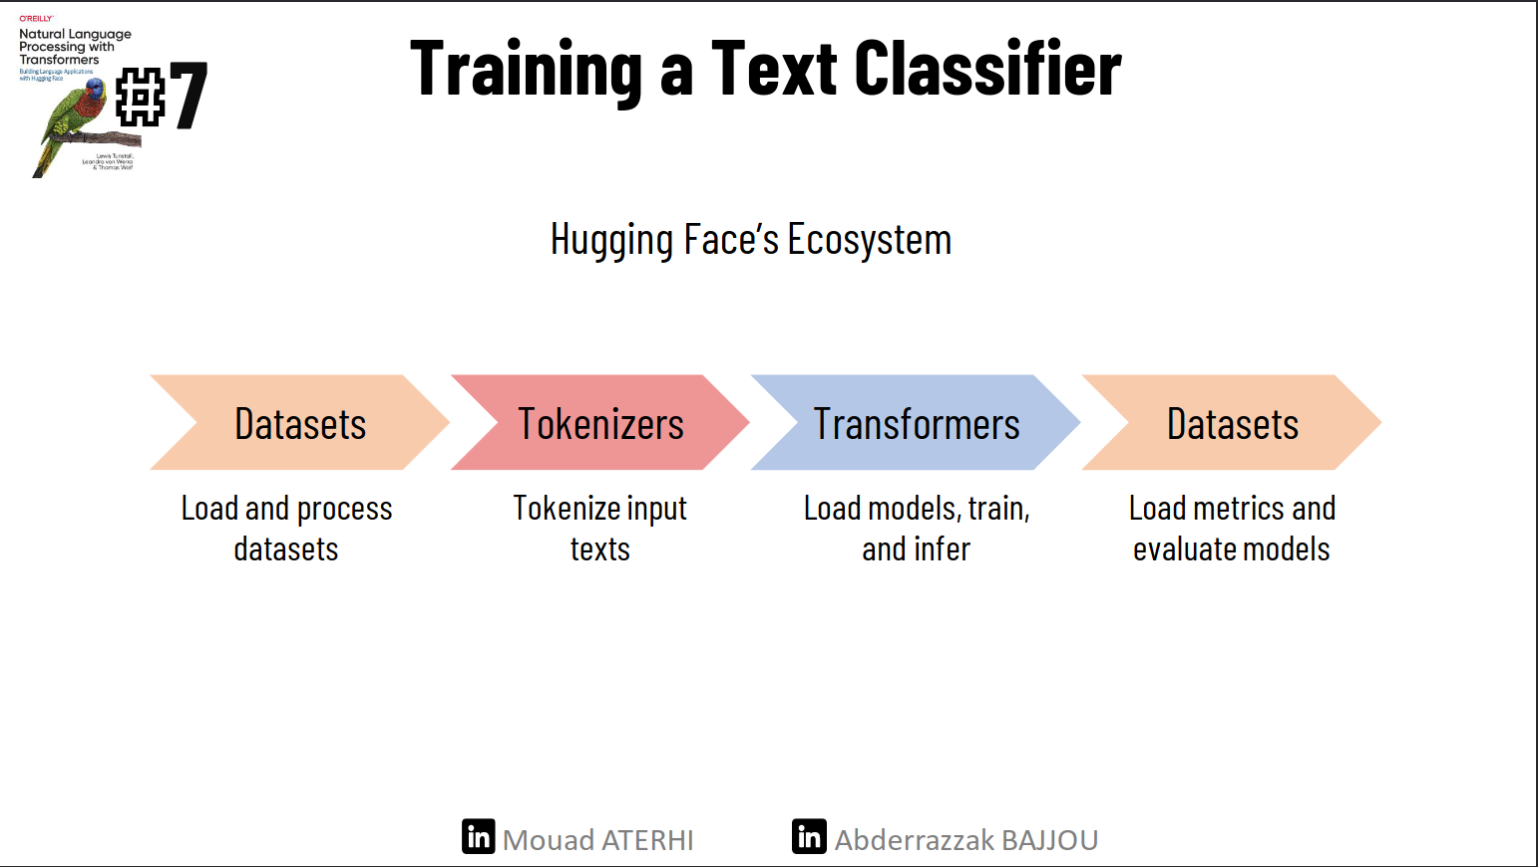 O'REILLY
Natural Language
Processing with
Transformers
Building Language Applications
with Hugging Face
#7
Lewis Tunstall,
Leandro von Werra
& Thomas Wolf
Training a Text Classifier
Hugging Face’s Ecosystem
Datasets
Load and process
datasets
Tokenizers
Tokenize input
texts
Transformers
Load models, train,
and infer
Datasets
Load metrics and
evaluate models
in Mouad ATERHI
in Abderrazzak BAJJOU